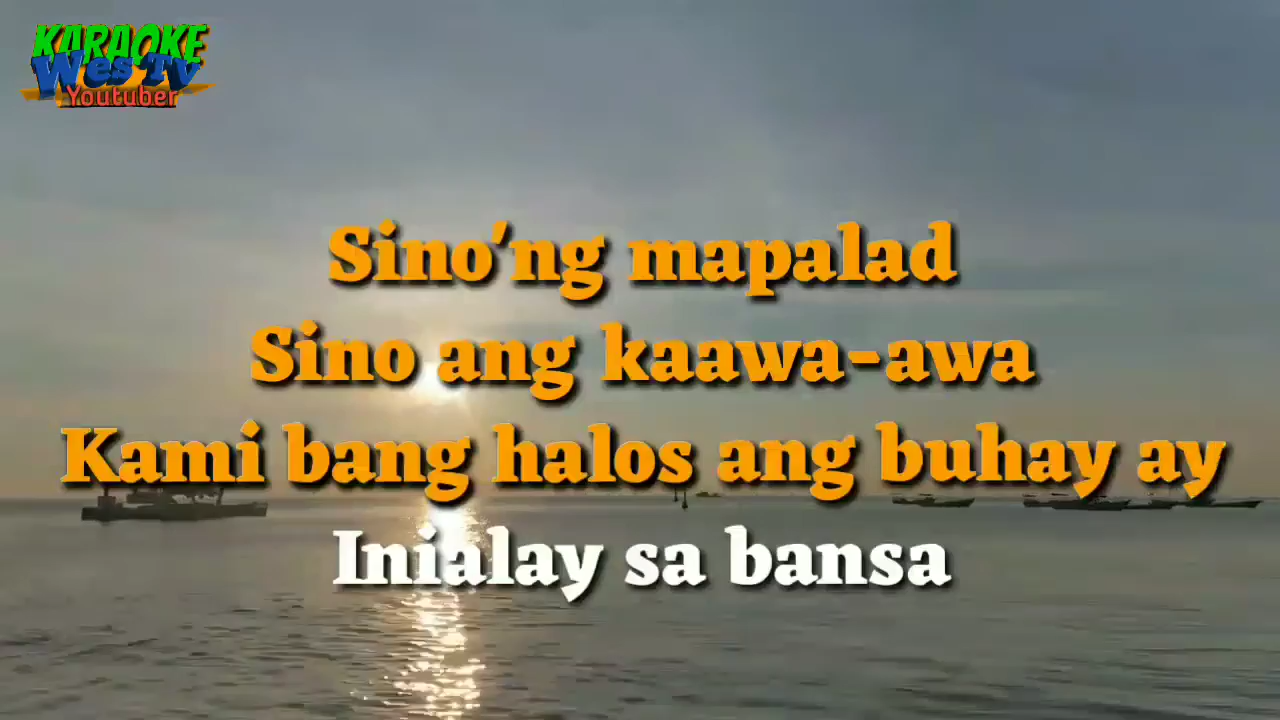 KARAOKE
Wes TV
Youtuber
Sino'ng mapalad
Sino ang kaawa-awa
Kami bang halos ang buhay ay
Inialay sa bansa